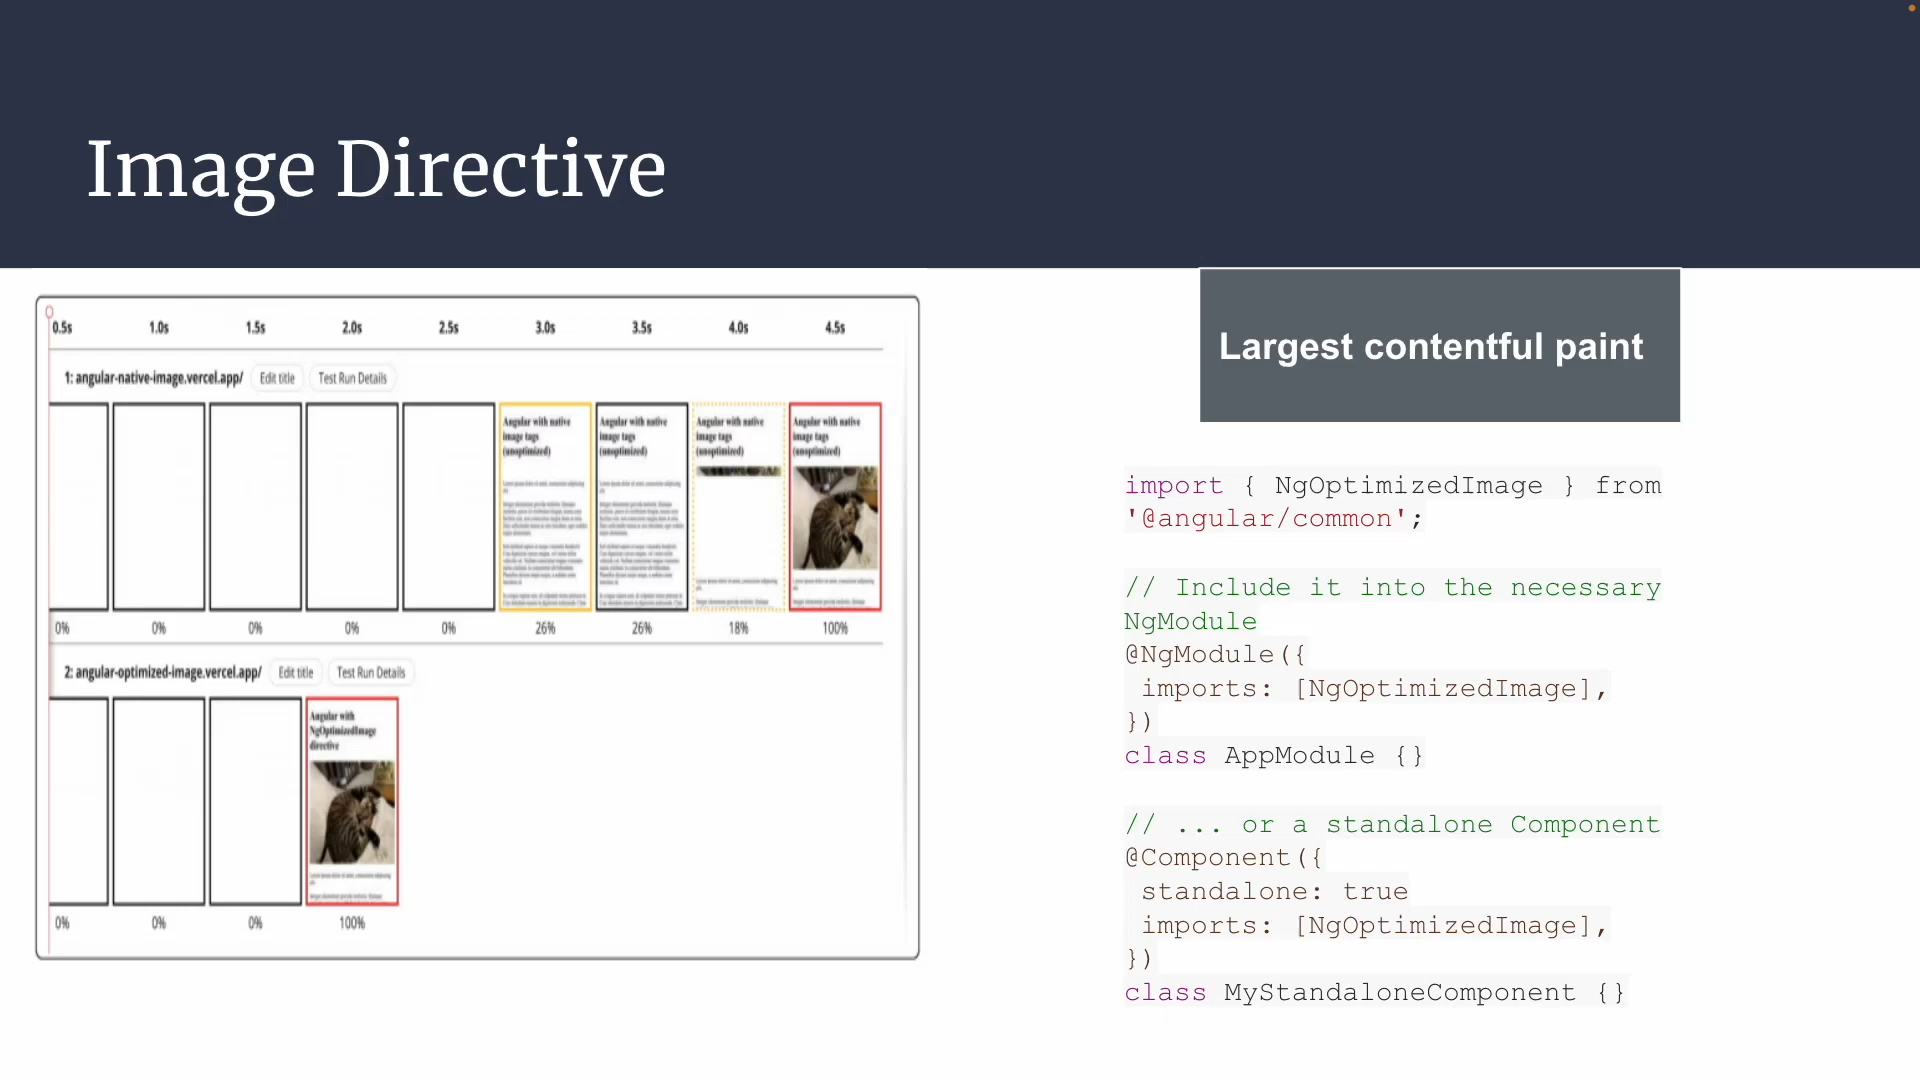 Image Directive
0.5s 1.0s 1.5s 2.0s 2.5s 3.0s 3.5s 4.0s 4.5s
1: angular-native-image.vercel.app/ Edit title Test Run Details
Angular with native image tags (unoptimized)
Angular with native image tags (unoptimized)
Angular with native image tags (unoptimized)
Angular with native image tags (unoptimized)
0% 0% 0% 0% 0% 26% 26% 18% 100%
2: angular-optimized-image.vercel.app/ Edit title Test Run Details
Angular with
NgOptimizedImage
directive
0% 0% 0% 100%
Largest contentful paint
import { NgOptimizedImage } from
'@angular/common';
// Include it into the necessary
NgModule
@NgModule({
imports: [NgOptimizedImage],
})
class AppModule {}
// ... or a standalone Component
@Component({
standalone: true
imports: [NgOptimizedImage],
})
class MyStandaloneComponent {}